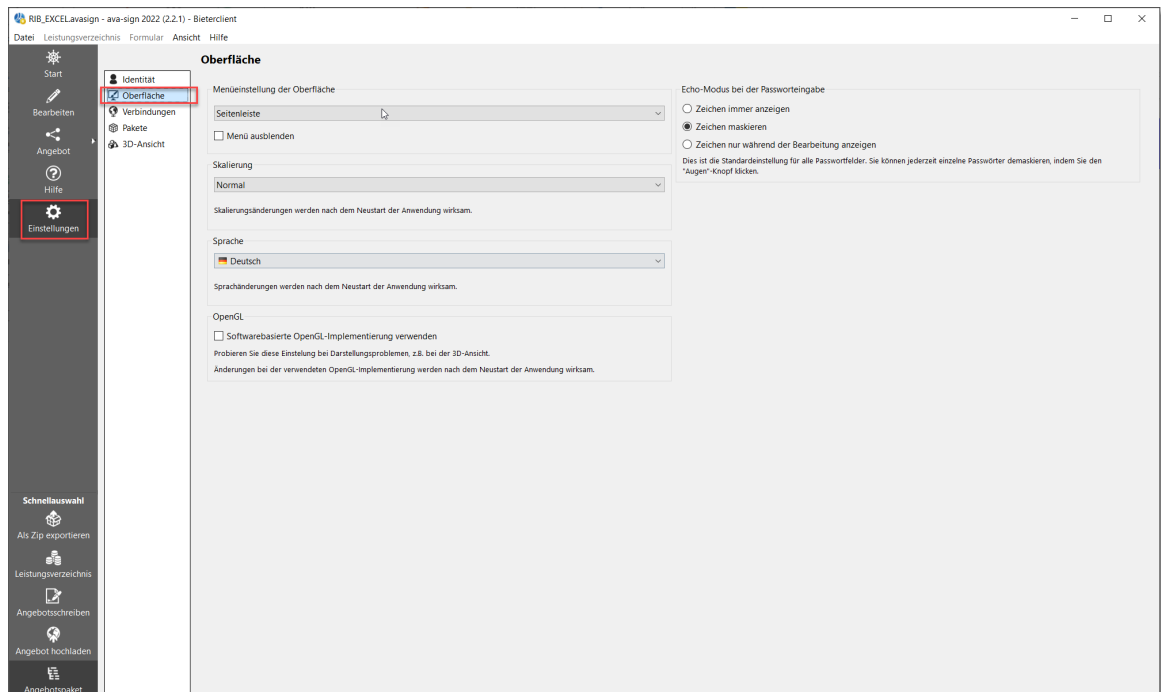 RIB_EXCEL.avasign - ava-sign 2022 (2.2.1) - Bieterclient
Datei Leistungsverzeichnis Formular Ansicht Hilfe
Start
Bearbeiten
Angebot
Hilfe
Einstellungen
Schnellauswahl
Als Zip exportieren
Leistungsverzeichnis
Angebotsschreiben
Angebot hochladen
Angebotspaket
Identität
Oberfläche
Verbindungen
Pakete
3D-Ansicht
Oberfläche
Menüeinstellung der Oberfläche
Seitenleiste
Menü ausblenden
Skalierung
Normal
Skalierungsänderungen werden nach dem Neustart der Anwendung wirksam.
Sprache
Deutsch
Sprachänderungen werden nach dem Neustart der Anwendung wirksam.
OpenGL
Softwarebasierte OpenGL-Implementierung verwenden
Probieren Sie diese Einstelung bei Darstellungsproblemen, z.B. bei der 3D-Ansicht.
Änderungen bei der verwendeten OpenGL-Implementierung werden nach dem Neustart der Anwendung wirksam.
Echo-Modus bei der Passworteingabe
Zeichen immer anzeigen
Zeichen maskieren
Zeichen nur während der Bearbeitung anzeigen
Dies ist die Standardeinstellung für alle Passwortfelder. Sie können jederzeit einzelne Passwörter demaskieren, indem Sie den
"Augen"-Knopf klicken.